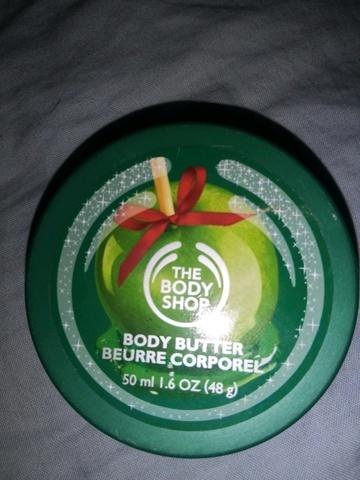 THE
BODY
SHOP
BODY BUTTER
BEURRE CORPOREL
50 ml 1.6 OZ (48 g)